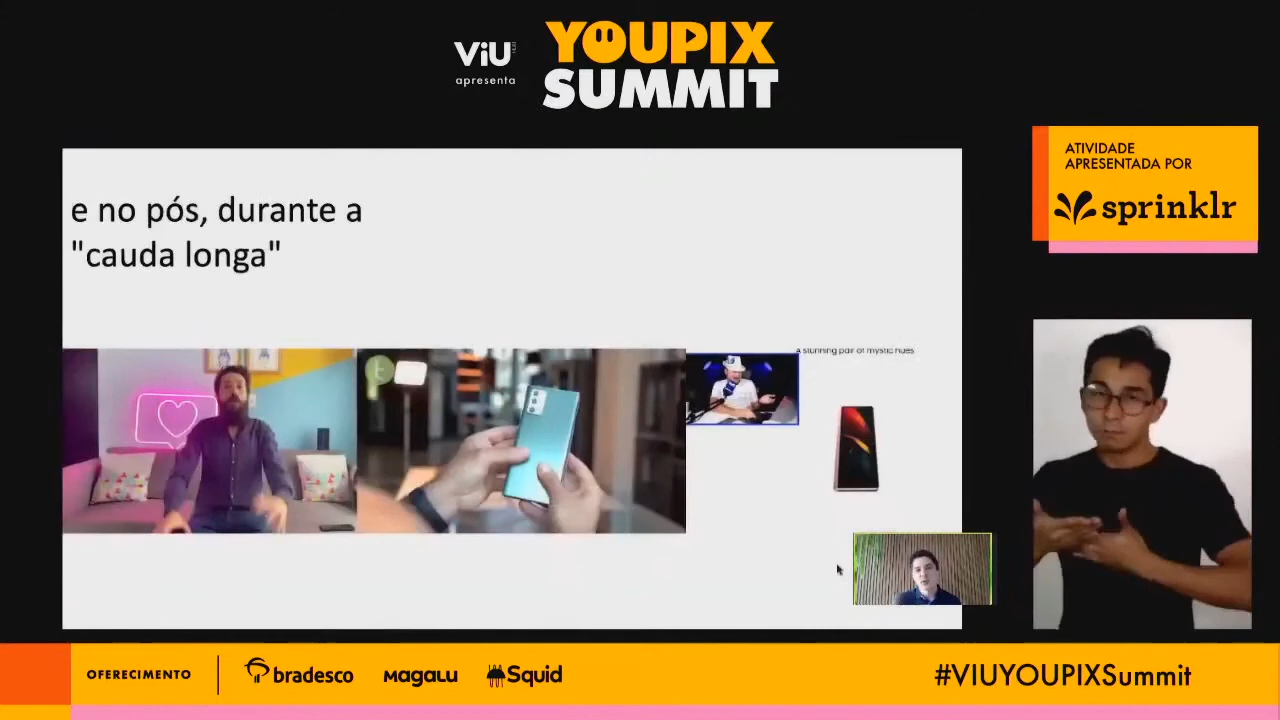 ViU
apresenta
YOUPIX
SUMMIT
ATIVIDADE
APRESENTADA POR
sprinklr
e no pós, durante a
"cauda longa"
A stunning pair of mystic hues
OFERECIMENTO
bradesco
MAGALU
Squid
#VIUYOUPIXSummit